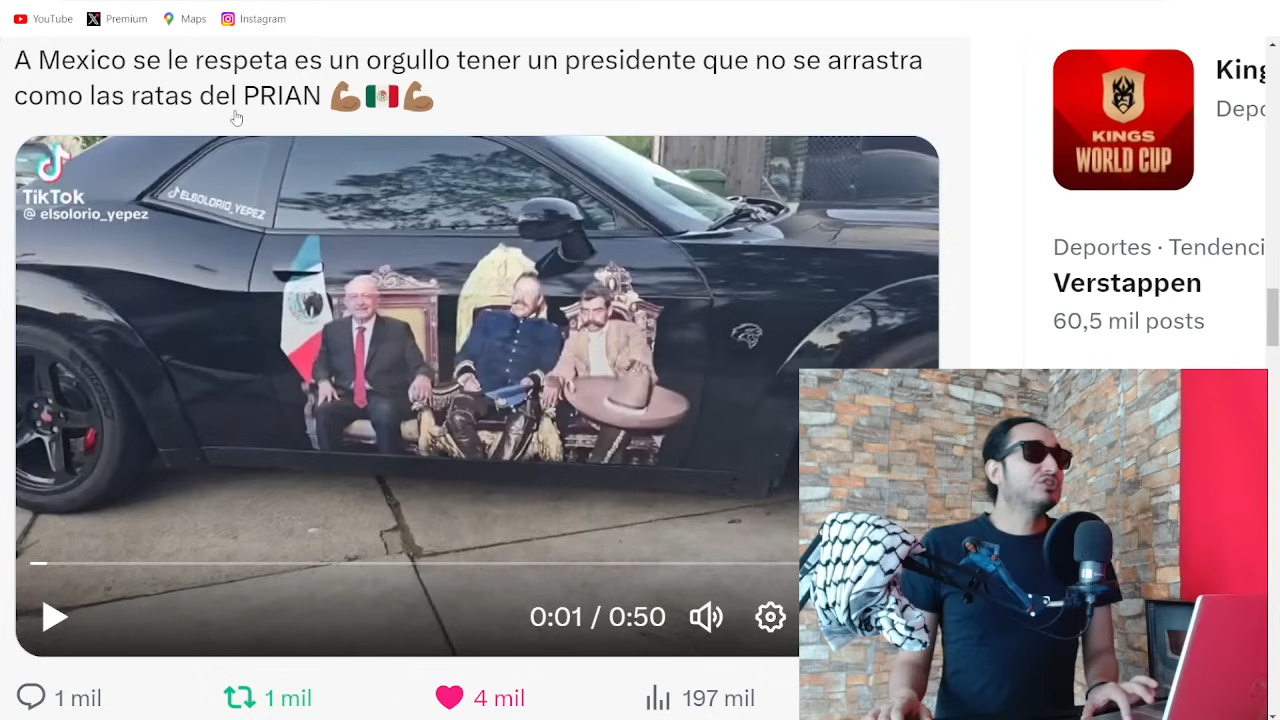 YouTube
Premium
Maps
Instagram
A Mexico se le respeta es un orgullo tener un presidente que no se arrastra
como las ratas del PRIAN 💪🏽🇲🇽💪🏽
TikTok
@ elsolorio_yepez
ELSOLORIO_YEPEZ
0:01 / 0:50
1 mil
1 mil
4 mil
197 mil
KINGS
WORLD CUP
King
Depo
Deportes · Tendenci
Verstappen
60,5 mil posts